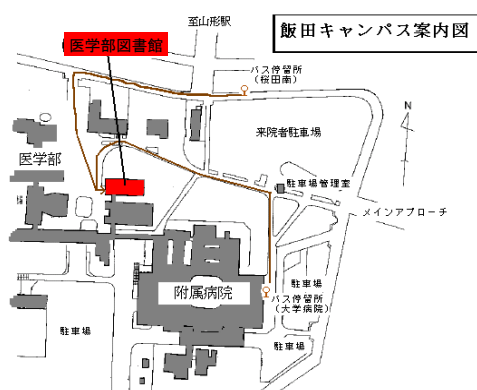 飯田キャンパス案内図
至山形駅
医学部図書館
バス停留所
(桜田南)
来院者駐車場
N
医学部
駐車場管理室
メインアプローチ
附属病院
駐車場
バス停留所
(大学病院)
駐車場
駐車場